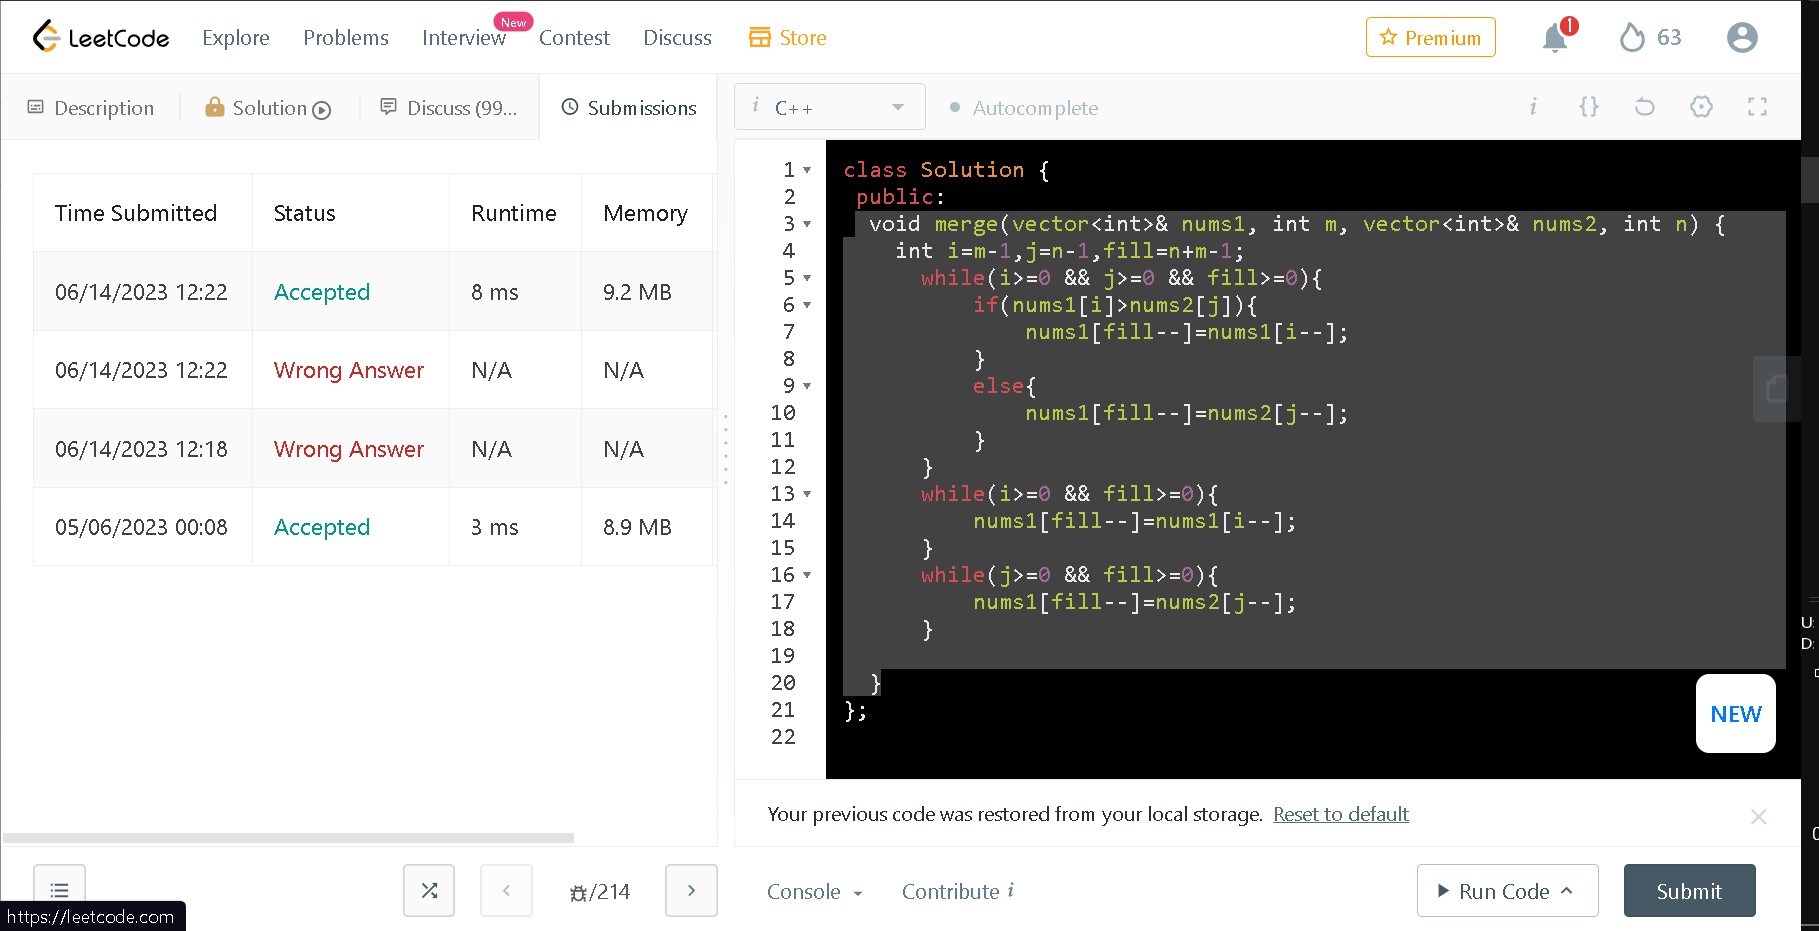 LeetCode Explore Problems Interview New Contest Discuss Store Premium 1 63
Description Solution Discuss (99... Submissions
i C++ Autocomplete i {}
Time Submitted Status Runtime Memory
06/14/2023 12:22 Accepted 8 ms 9.2 MB
06/14/2023 12:22 Wrong Answer N/A N/A
06/14/2023 12:18 Wrong Answer N/A N/A
05/06/2023 00:08 Accepted 3 ms 8.9 MB
1 class Solution {
2 public:
3 void merge(vector<int>& nums1, int m, vector<int>& nums2, int n) {
4 int i=m-1,j=n-1,fill=n+m-1;
5 while(i>=0 && j>=0 && fill>=0){
6 if(nums1[i]>nums2[j]){
7 nums1[fill--]=nums1[i--];
8 }
9 else{
10 nums1[fill--]=nums2[j--];
11 }
12 }
13 while(i>=0 && fill>=0){
14 nums1[fill--]=nums1[i--];
15 }
16 while(j>=0 && fill>=0){
17 nums1[fill--]=nums2[j--];
18 }
19
20 }
21 };
22
U:
D:
NEW
Your previous code was restored from your local storage. Reset to default
/214
Console Contribute i Run Code Submit
https://leetcode.com